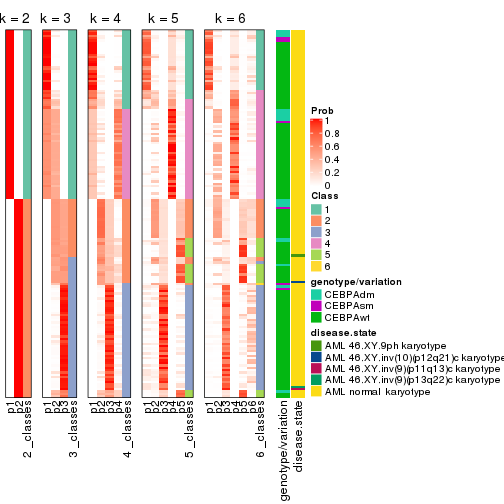 k = 2
k = 3
k = 4
k = 5
k = 6
Prob
1
0.8
0.6
0.4
0.2
0
Class
1
2
3
4
5
6
genotype/variation
CEBPAdm
CEBPAsm
CEBPAwt
disease.state
AML 46.XY.9ph karyotype
AML 46.XY.inv(10)(p12q21)c karyotype
AML 46.XY.inv(9)(p11q13)c karyotype
AML 46.XY.inv(9)(p13q22)c karyotype
AML normal karyotype
p1
p2
2_classes
p1
p2
p3
3_classes
p1
p2
p3
p4
4_classes
p1
p2
p3
p4
p5
5_classes
p1
p2
p3
p4
p5
p6
6_classes
genotype/variation
disease.state